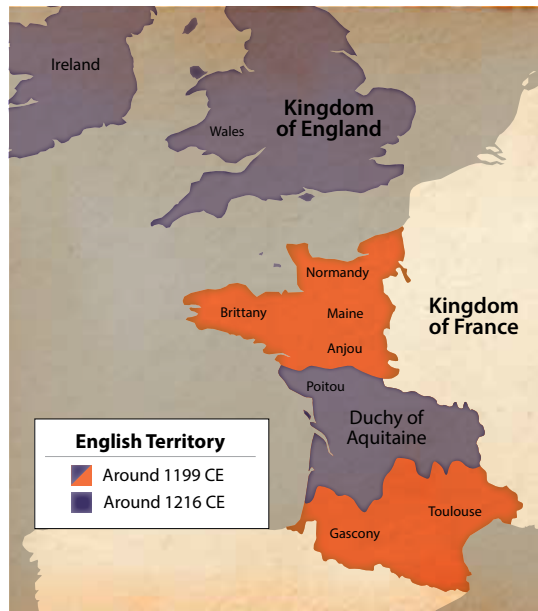 Ireland
Kingdom
of England
Wales
Normandy
Brittany
Maine
Kingdom
of France
Anjou
Poitou
Duchy of
Aquitaine
English Territory
Around 1199 CE
Around 1216 CE
Toulouse
Gascony